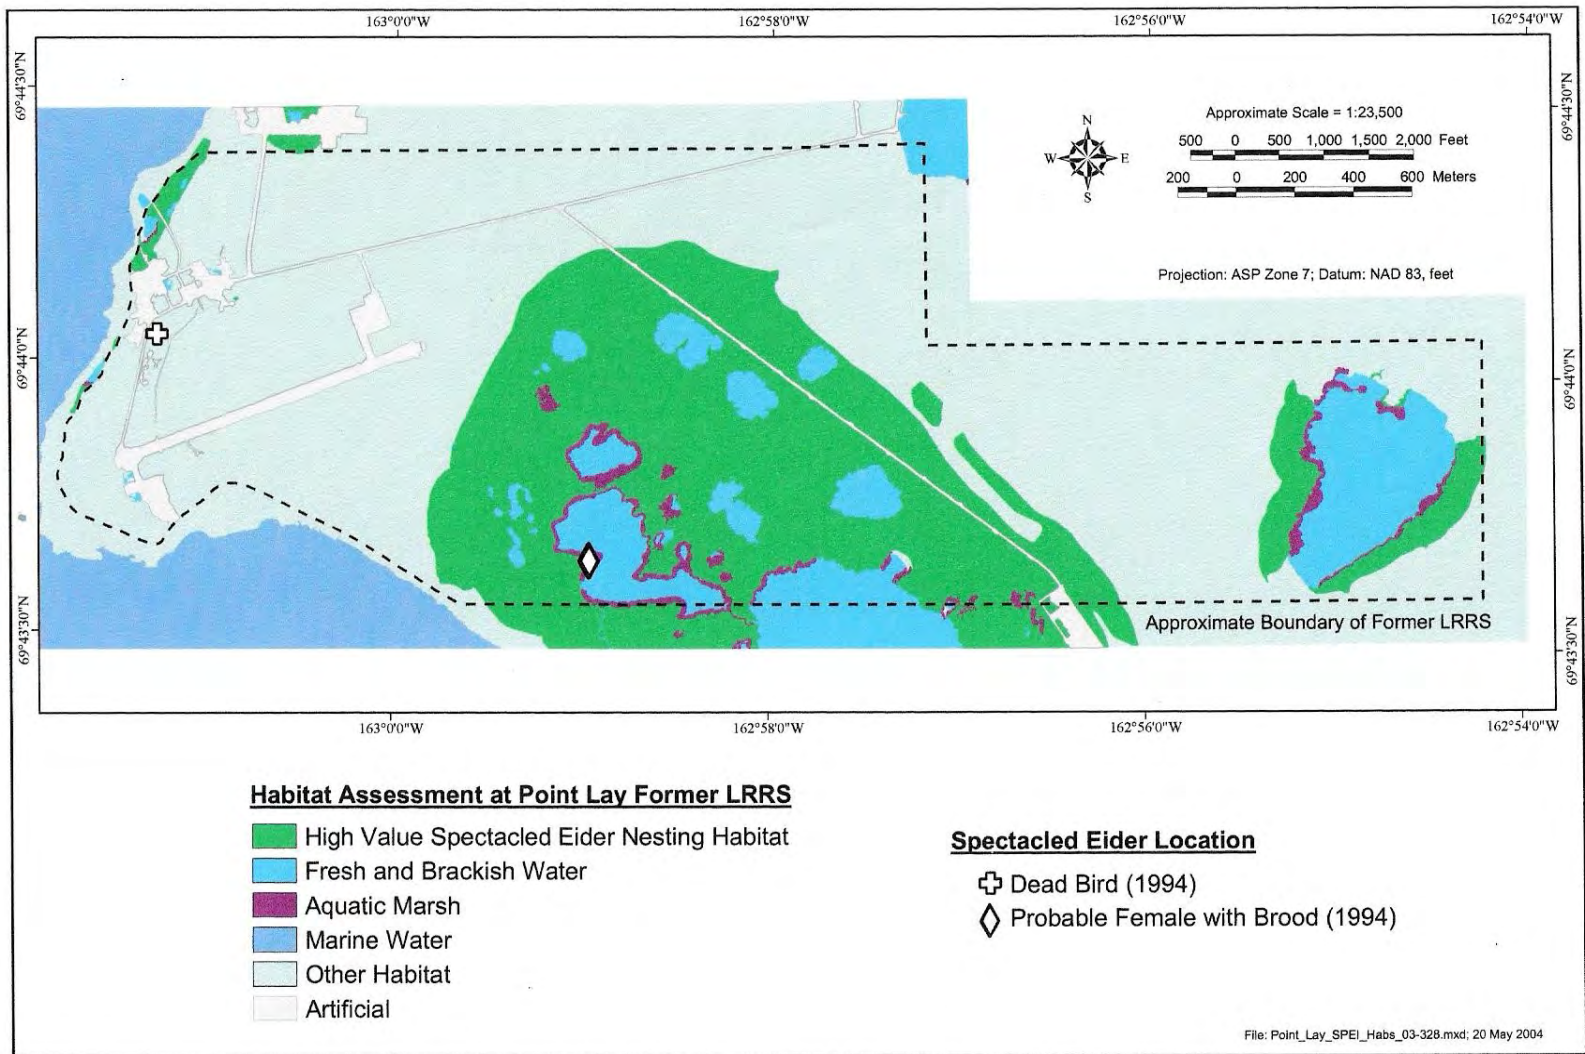 163°0'0"W
162°58'0"W
162°56'0"W
162°54'0"W
69°44'30"N
69°44'30"N
Approximate Scale = 1:23,500
500 0 500 1,000 1,500 2,000 Feet
200 0 200 400 600 Meters
N
W E
S
Projection: ASP Zone 7; Datum: NAD 83, feet
69°44'0"N
69°44'0"N
69°43'30"N
69°43'30"N
Approximate Boundary of Former LRRS
163°0'0"W
162°58'0"W
162°56'0"W
162°54'0"W
Habitat Assessment at Point Lay Former LRRS
High Value Spectacled Eider Nesting Habitat
Fresh and Brackish Water
Aquatic Marsh
Marine Water
Other Habitat
Artificial
Spectacled Eider Location
Dead Bird (1994)
Probable Female with Brood (1994)
File: Point_Lay_SPEI_Habs_03-328.mxd; 20 May 2004